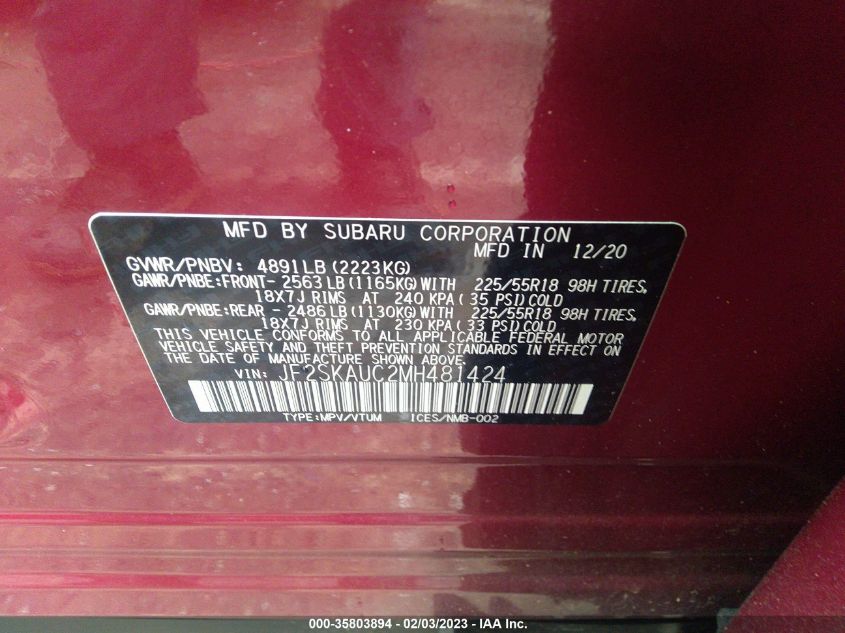 MFD BY SUBARU CORPORATION
MFD IN 12/20
GVWR/PNBV: 4891LB(2223KG)
GAWR/PNBE:FRONT- 2563LB(1165KG)WITH 225/55R18 98H TIRES,
18X7J RIMS AT 240 KPA( 35 PSI)COLD
GAWR/PNBE:REAR - 2486LB(1130KG)WITH 225/55R18 98H TIRES,
18X7J RIMS AT 230 KPA( 33 PSI)COLD
THIS VEHICLE CONFORMS TO ALL APPLICABLE FEDERAL MOTOR
VEHICLE SAFETY AND THEFT PREVENTION STANDARDS IN EFFECT ON
THE DATE OF MANUFACTURE SHOWN ABOVE.
VIN: JF2SKAUC2MH481424
TYPE:MPV/VTUM ICES/NMB-002
000-35803894 - 02/03/2023 - IAA Inc.